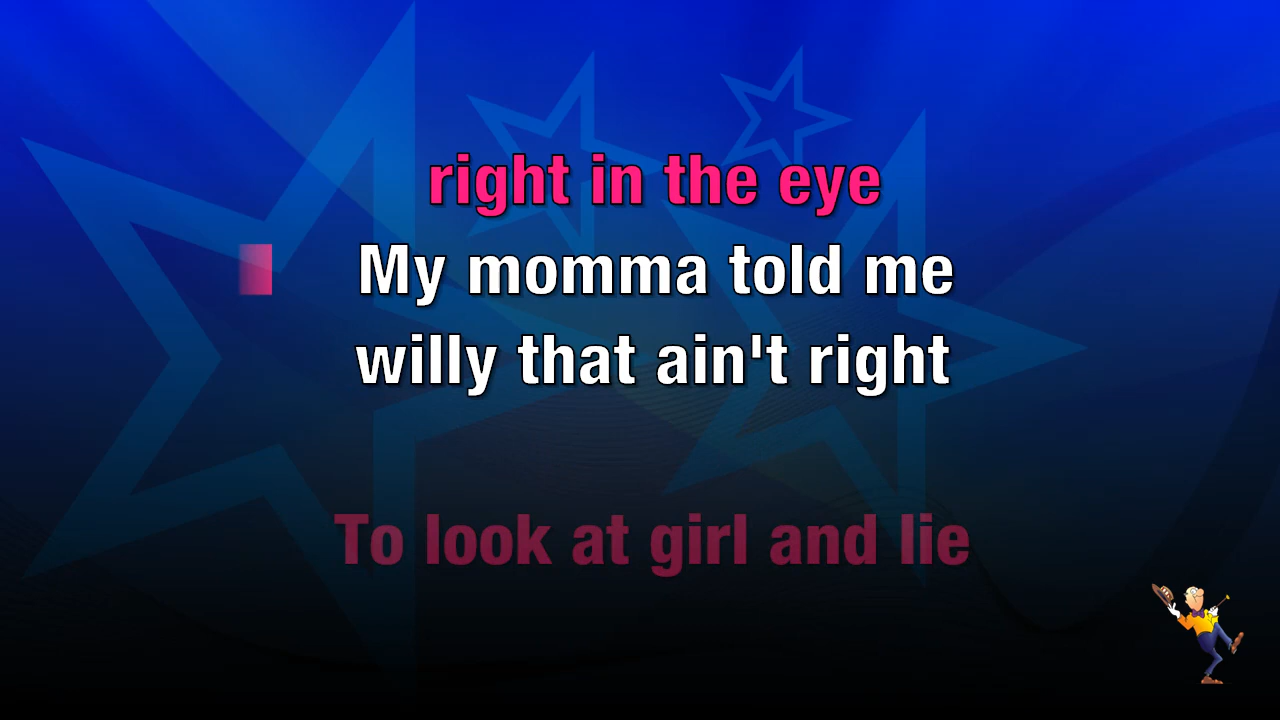 right in the eye
My momma told me
willy that ain't right
To look at girl and lie